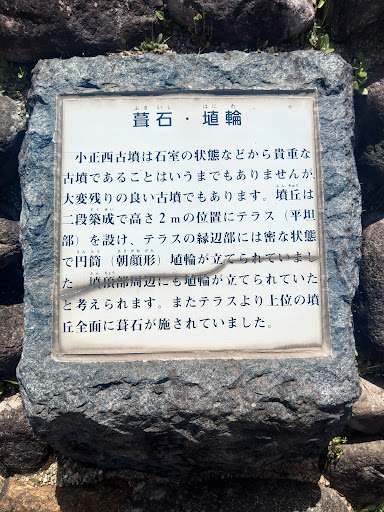 ふきいし はにわ
葺石・埴輪
小正西古墳は石室の状態などから貴重な
古墳であることはいうまでもありませんが、
大変残りの良い古墳でもあります。墳丘は
二段築成で高さ2mの位置にテラス(平坦
部)を設け、テラスの縁辺部には密な状態
で円筒(朝顔形)埴輪が立てられていまし
た。墳頂部周辺にも埴輪が立てられていた
と考えられます。またテラスより上位の墳
丘全面に葺石が施されていました。